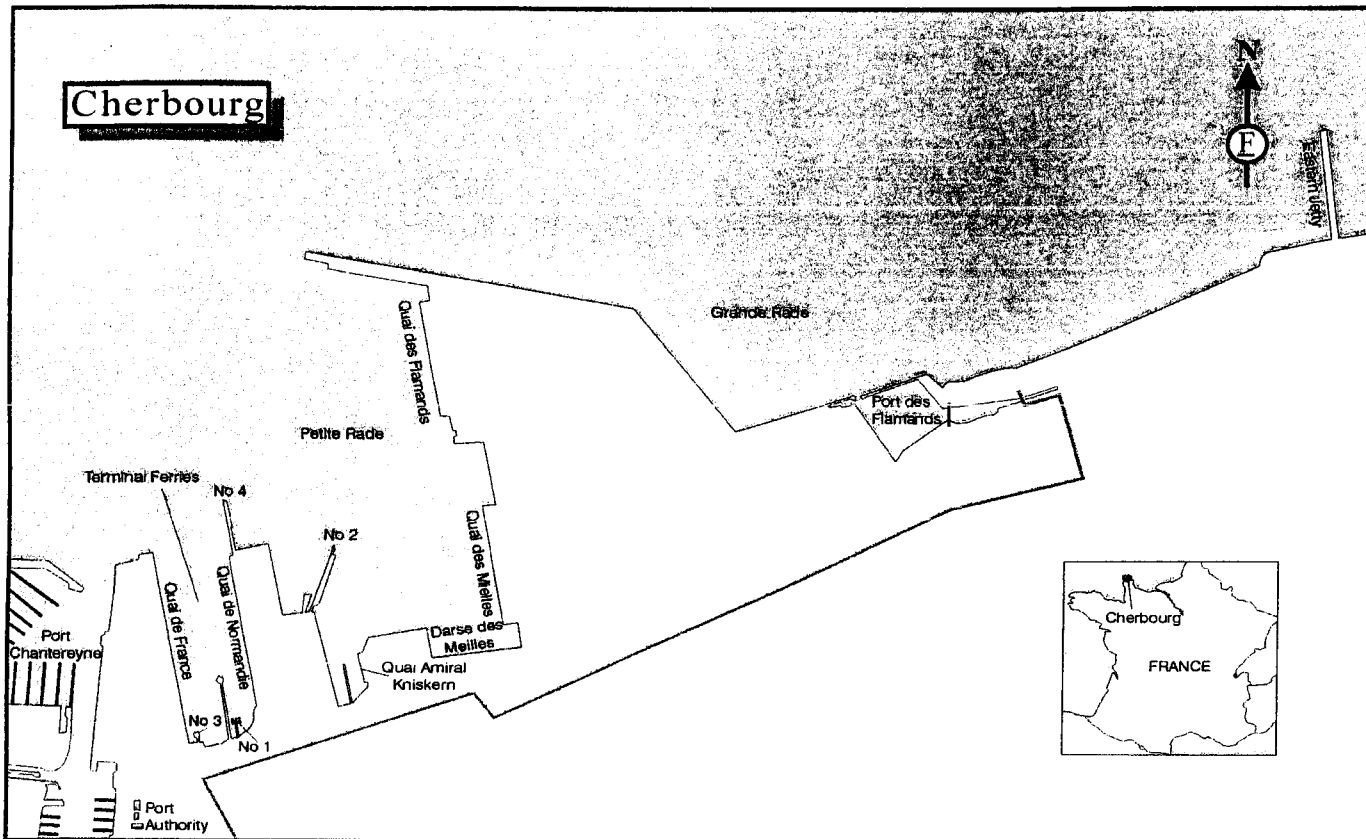 Cherbourg
N
F
Eastern Jetty
Grande Rade
Quai des Flamands
Port des
Flamands
Petite Rade
Terminal Ferries
No 4
No 2
Quai des Mielles
Quai de France
Quai de Normandie
Port
Chantereyne
Darse des
Meilles
Quai Amiral
Kniskern
Cherbourg
FRANCE
No 3
No 1
Port
Authority